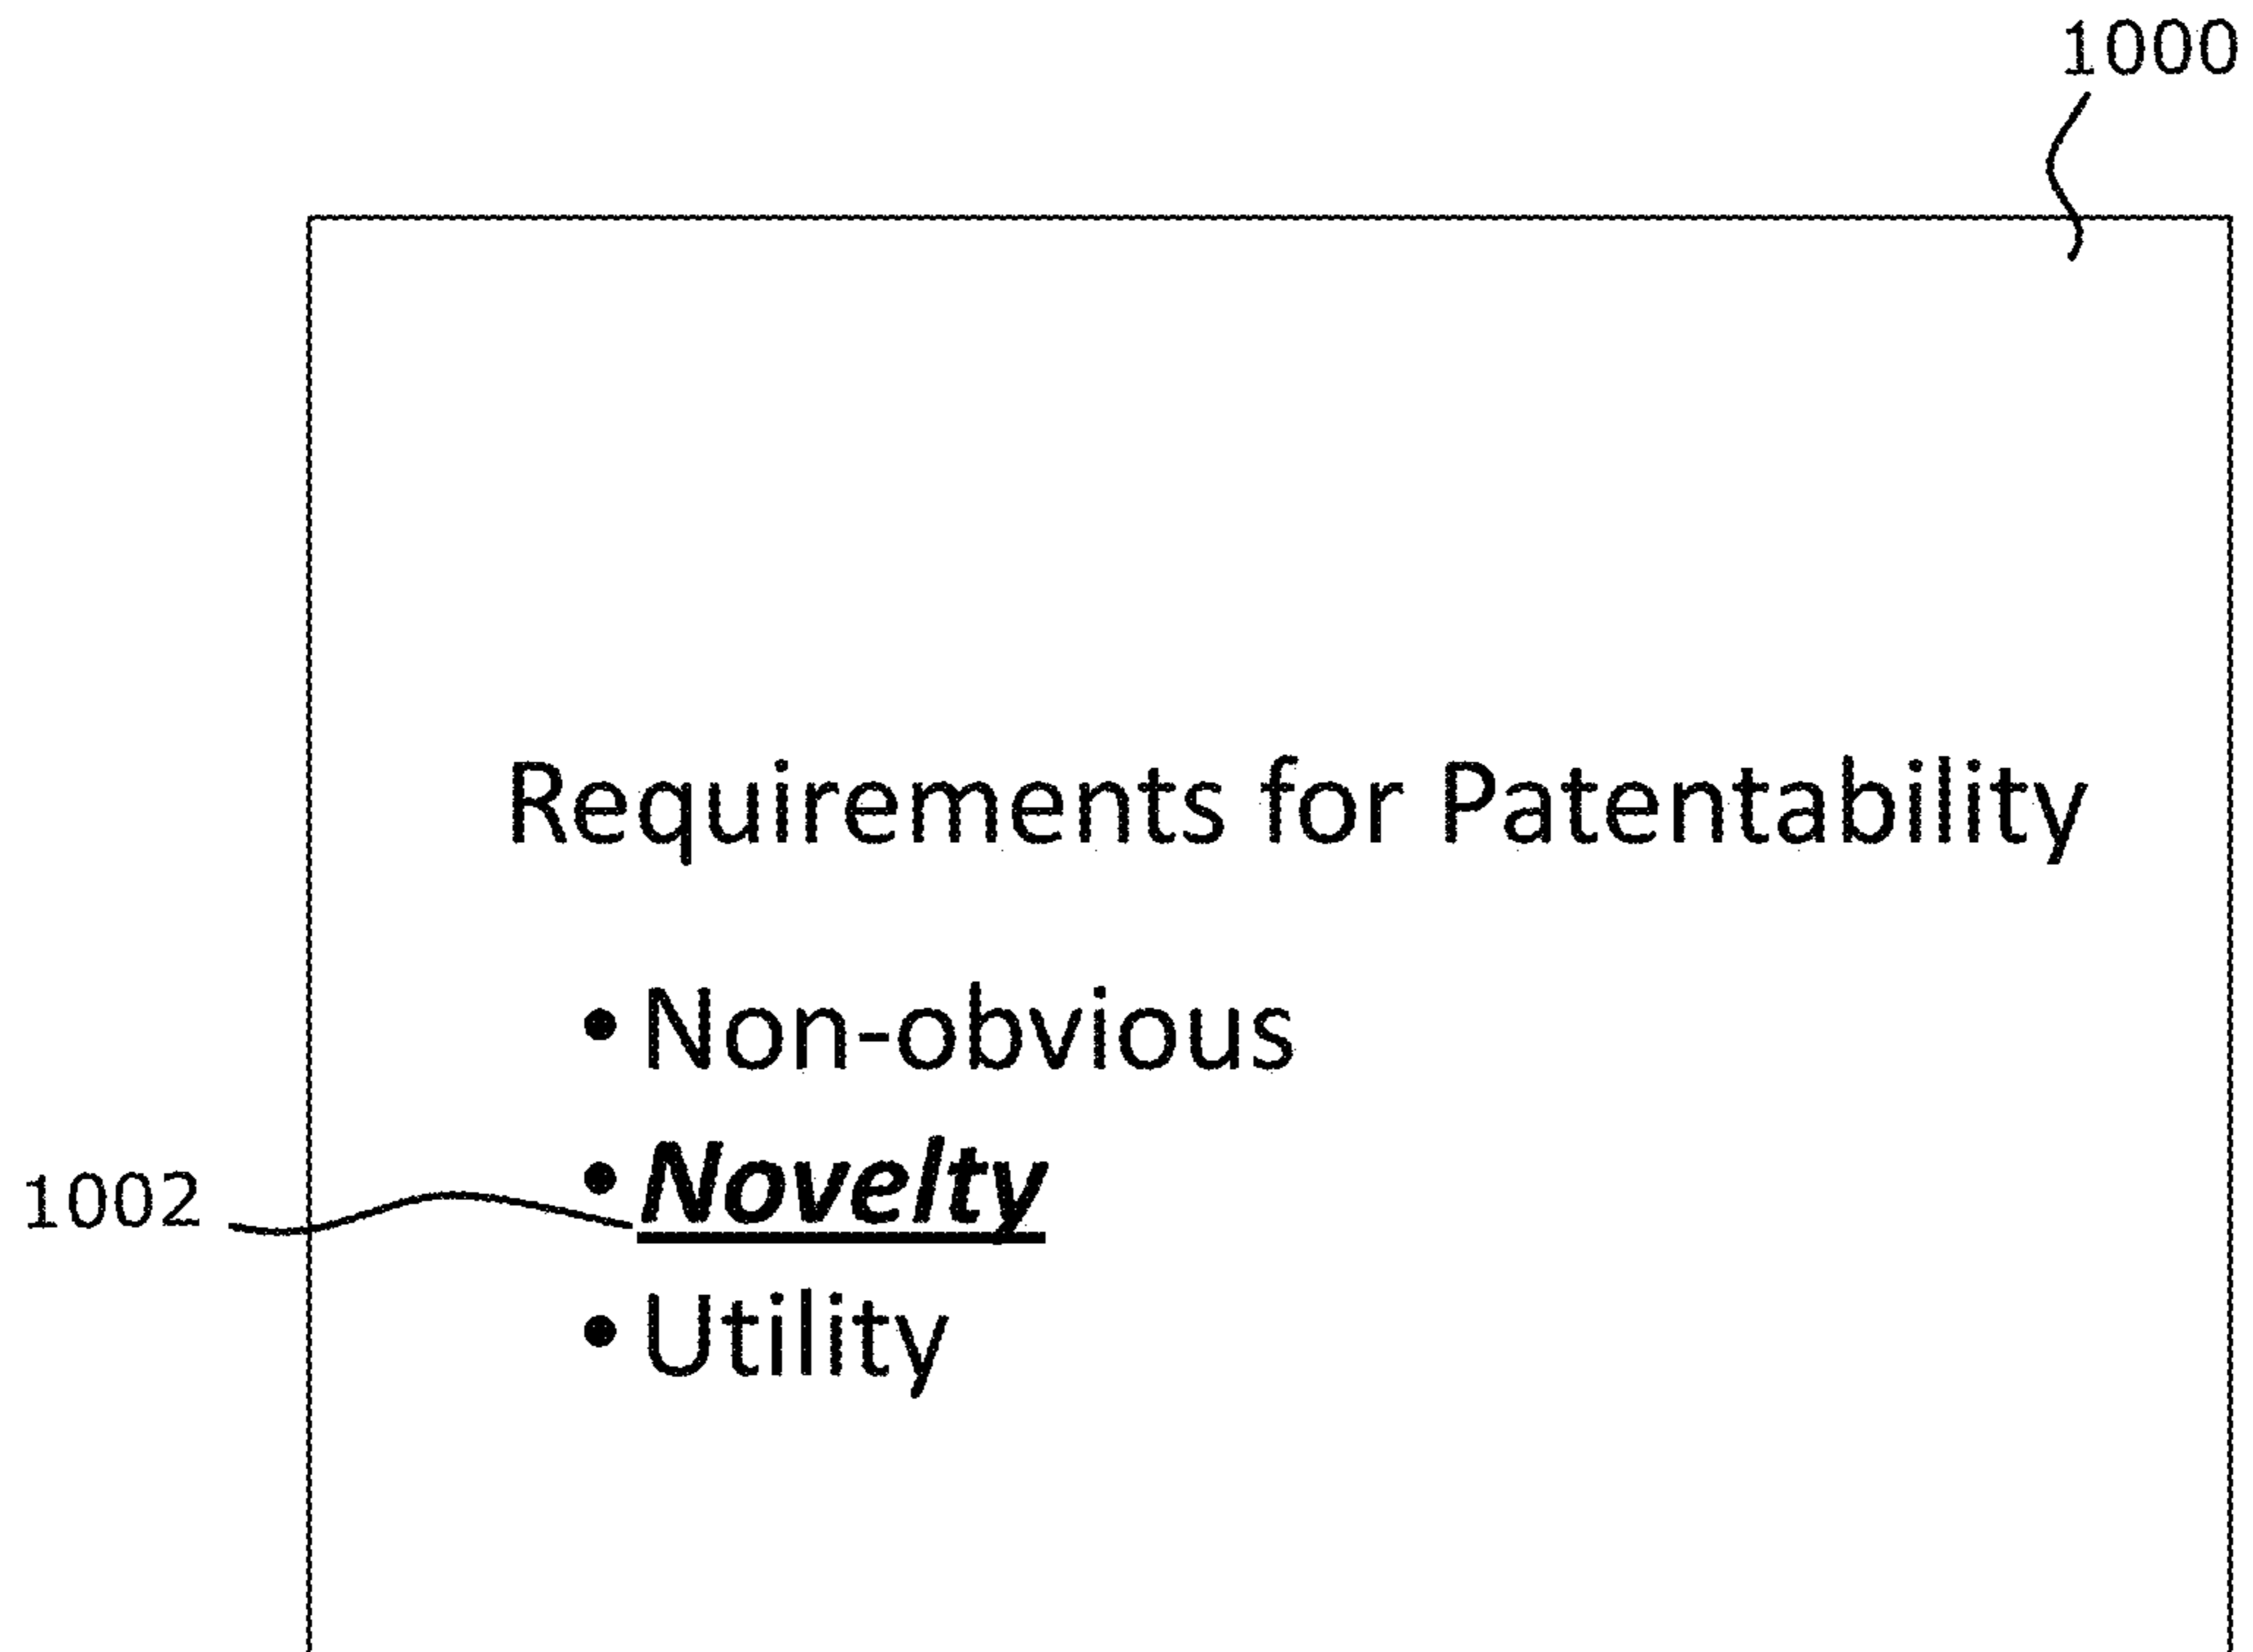 1000
Requirements for Patentability
• Non-obvious
• Novelty
1002
• Utility